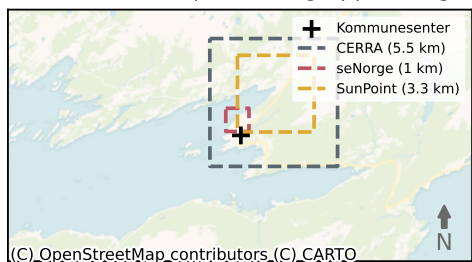 Kommunesenter
CERRA (5.5 km)
seNorge (1 km)
SunPoint (3.3 km)
N
(C) OpenStreetMap contributors (C) CARTO